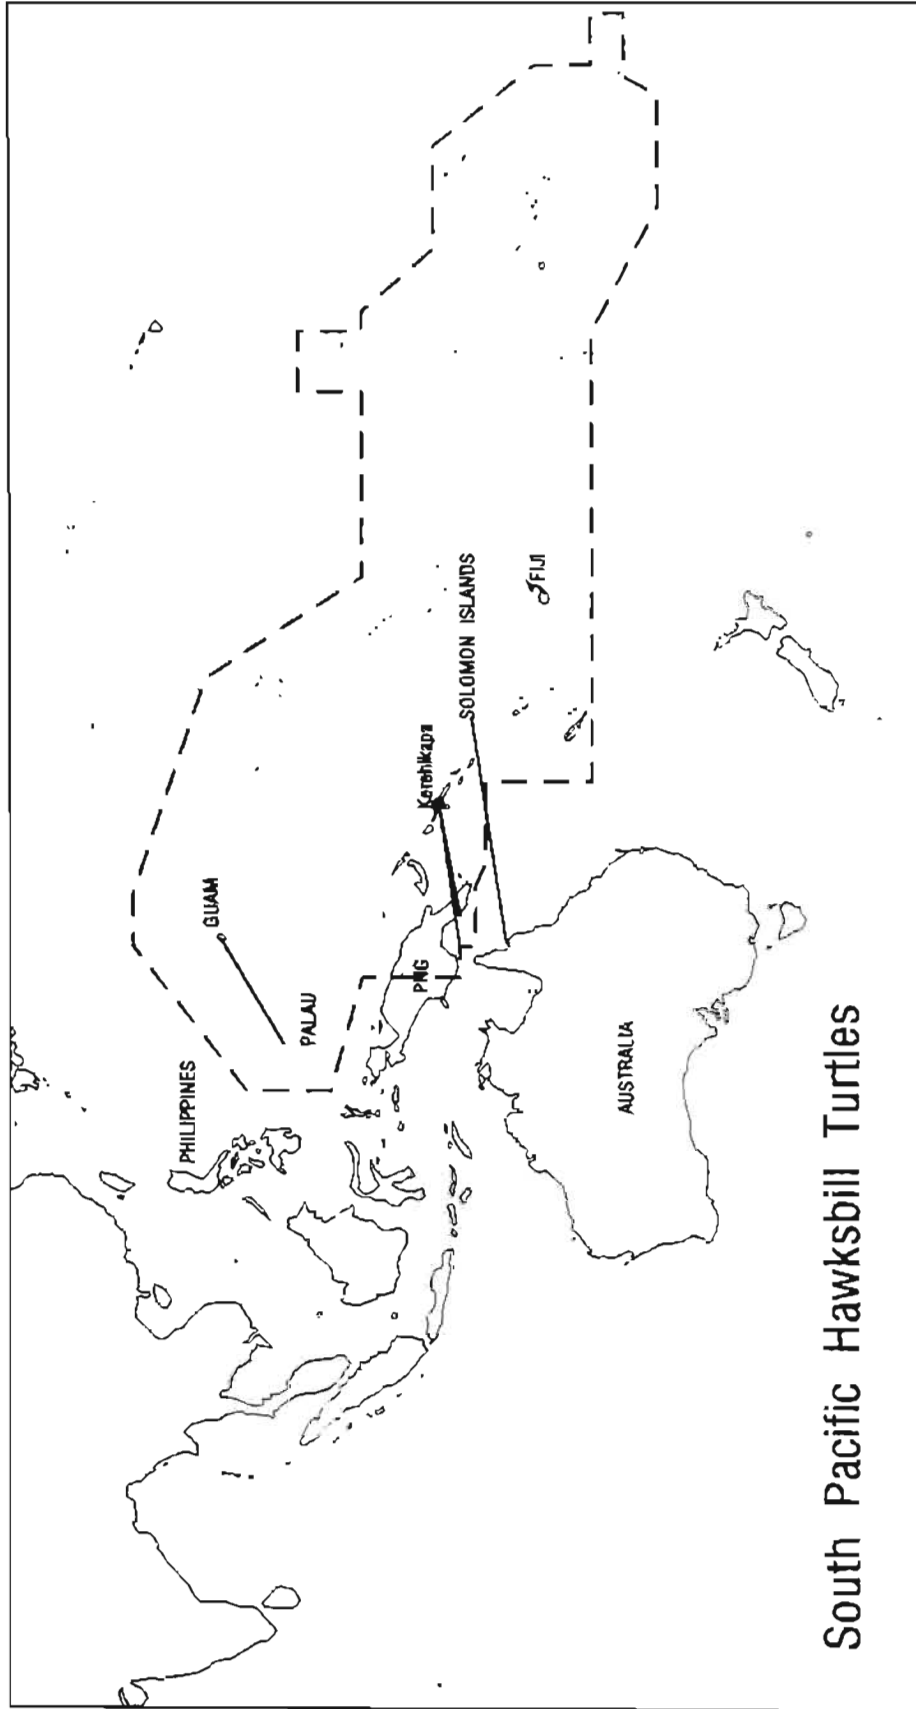 PHILIPPINES
GUAM
PALAU
PNG
Kerehikapa
SOLOMON ISLANDS
FIJI
AUSTRALIA
South Pacific Hawksbill Turtles